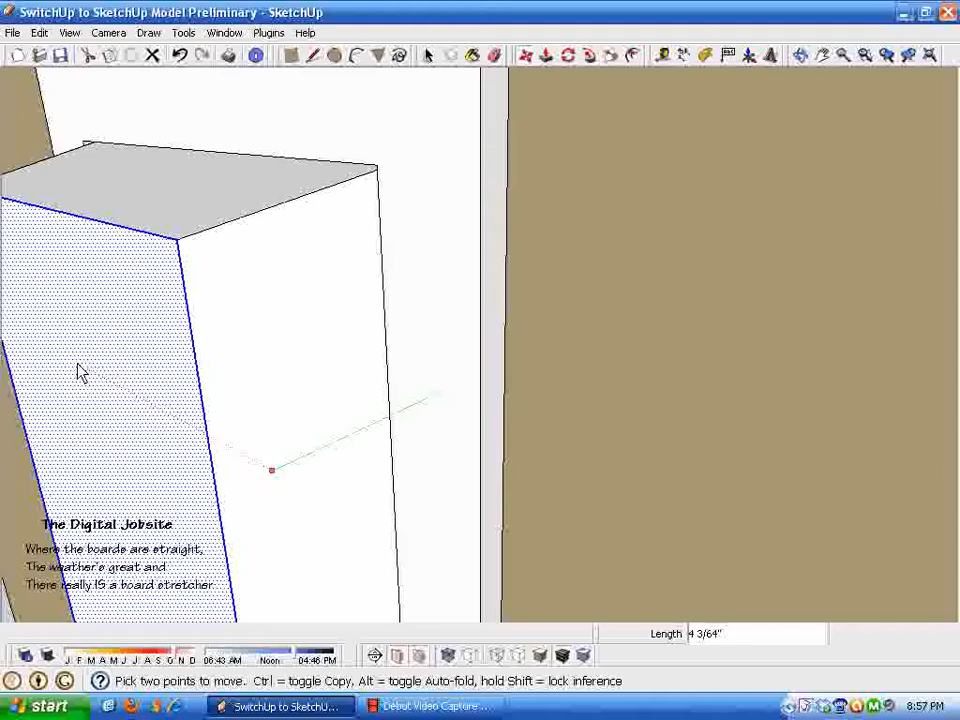 SwitchUp to SketchUp Model Preliminary - SketchUp
File Edit View Camera Draw Tools Window Plugins Help
The Digital Jobsite
Where the boards are straight,
The weather's great and
There really IS a board stretcher
Length 4 3/64"
J F M A M J J A S O N D 06:43 AM Noon 04:46 PM
Pick two points to move. Ctrl = toggle Copy, Alt = toggle Auto-fold, hold Shift = lock inference
start SwitchUp to SketchU... Debut Video Capture ... 8:57 PM